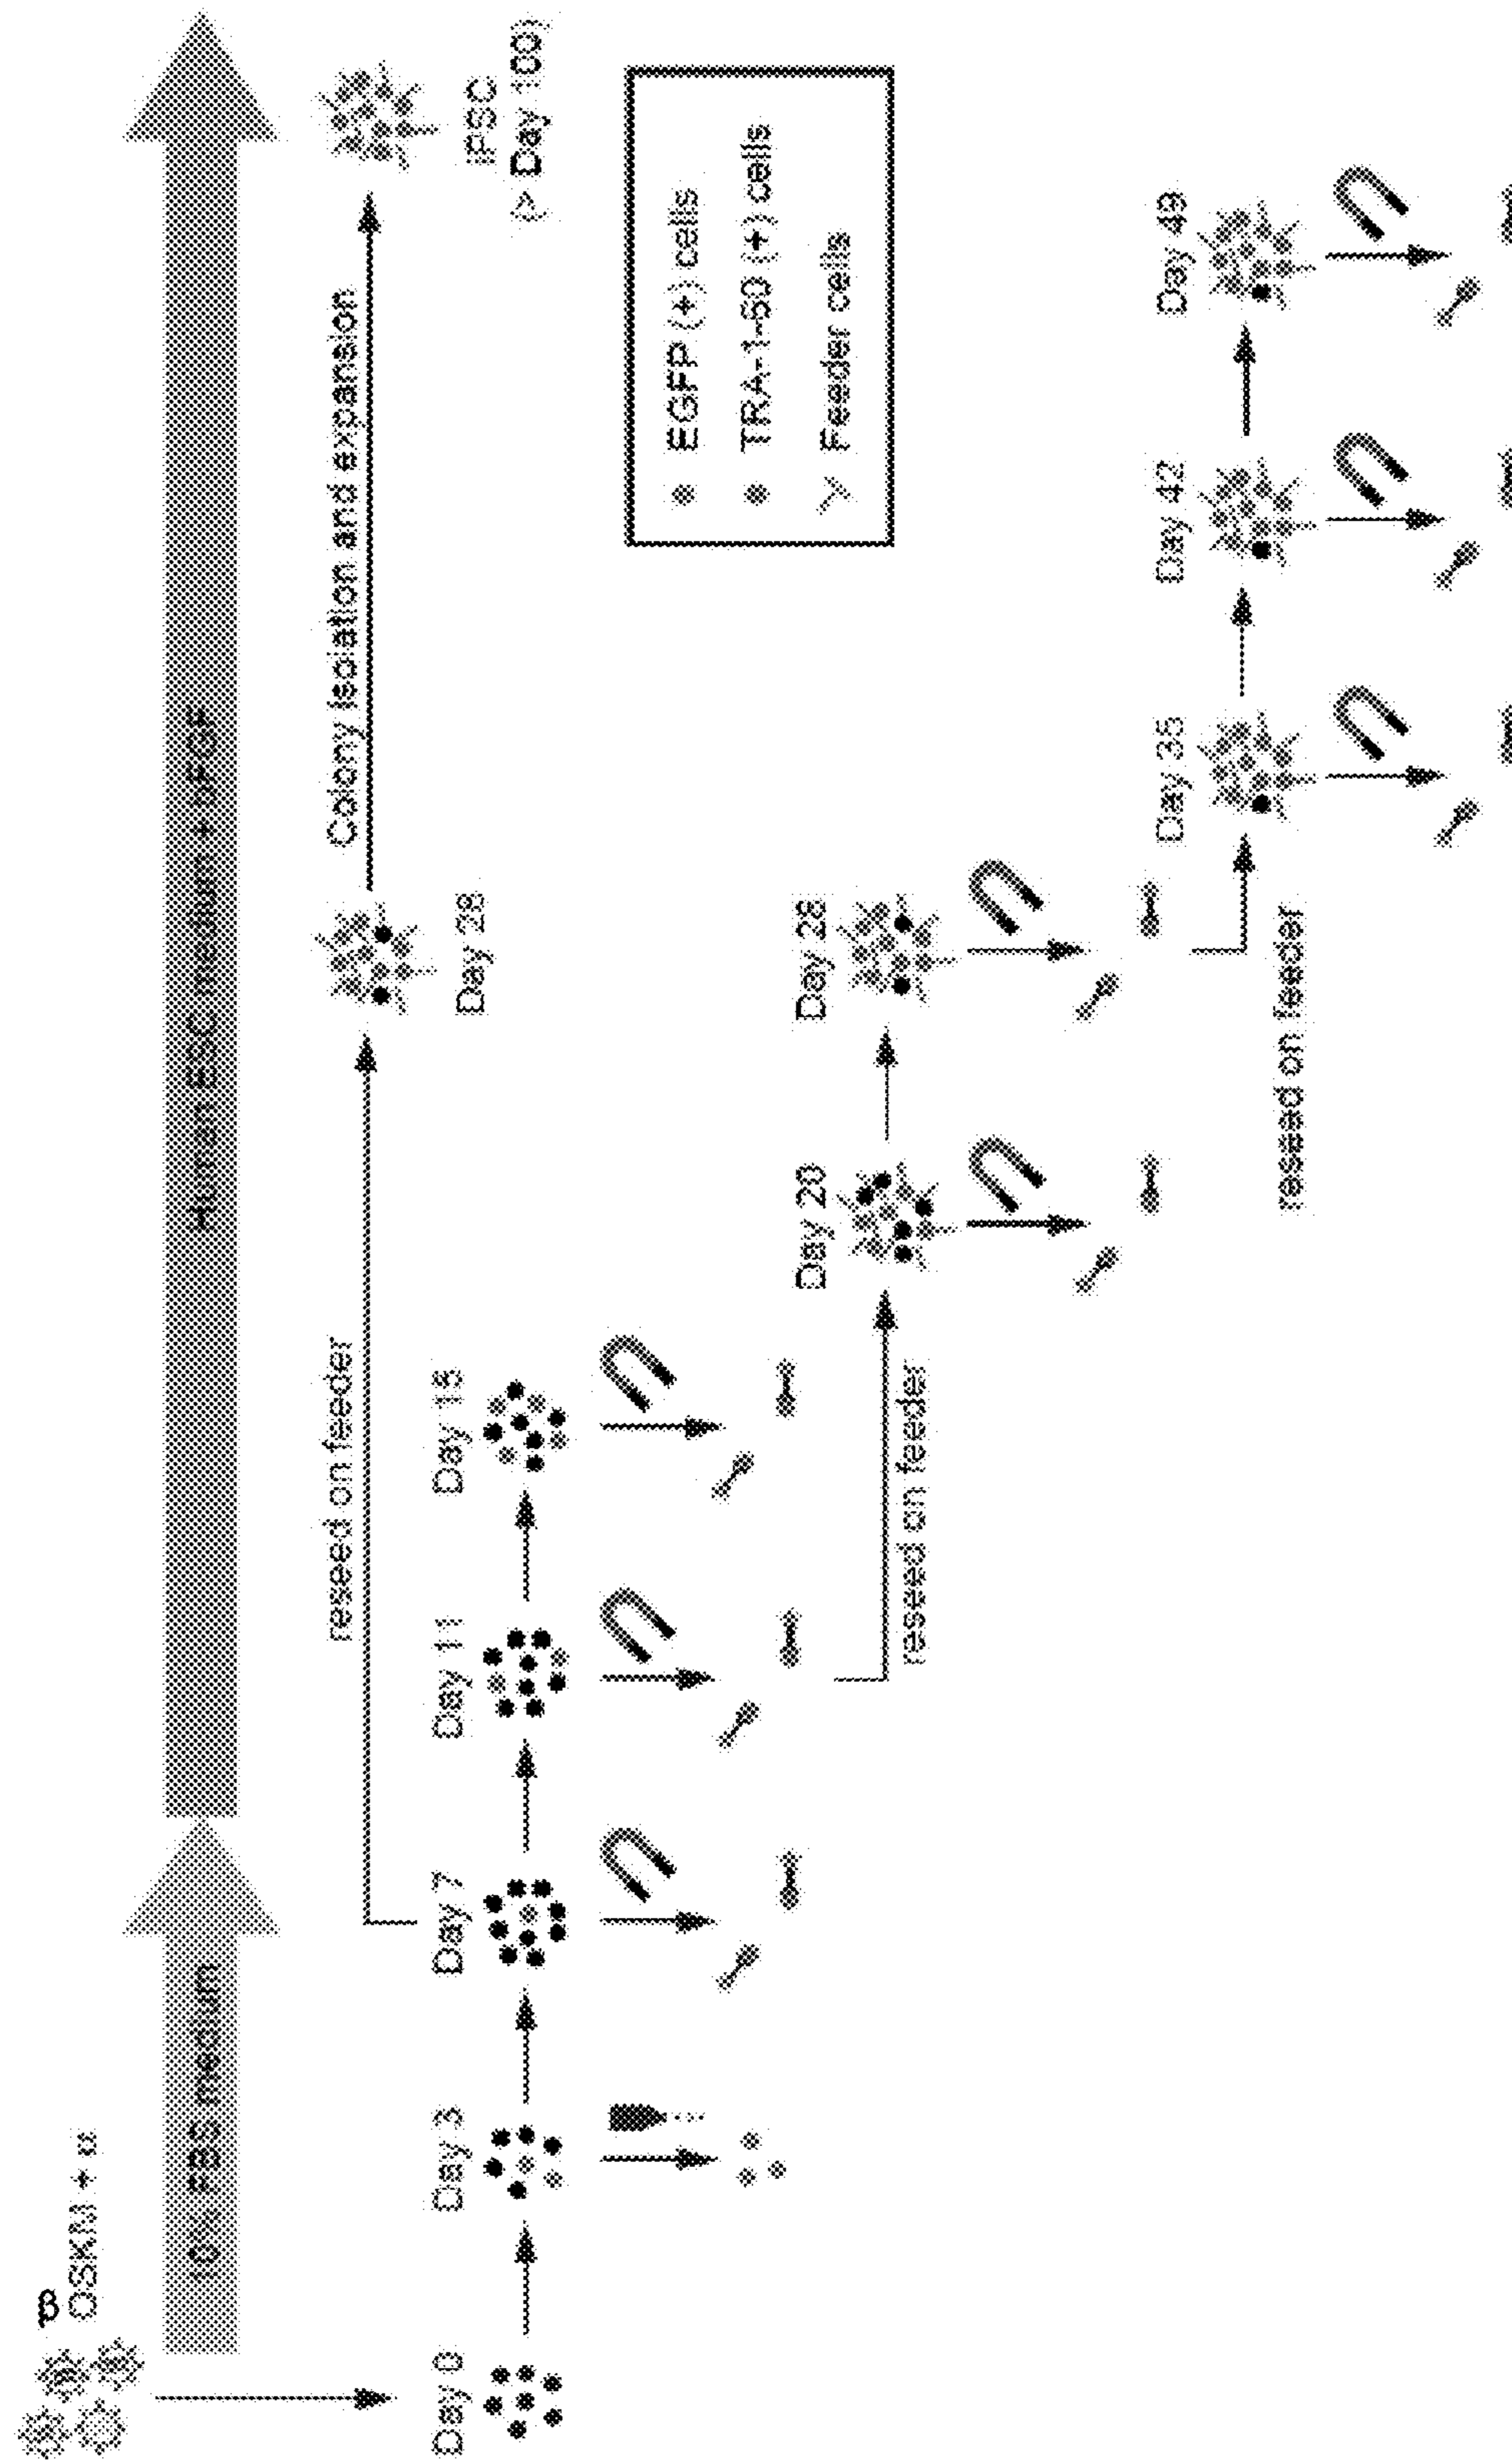 β
OSKM + α
10% FBS medium
Human ESC medium + bFGF
reseed on feeder
Day 28
Colony isolation and expansion
iPSC
(> Day 100)
Day 0
Day 3
Day 7
Day 11
Day 15
EGFP (+) cells
TRA-1-60 (+) cells
Feeder cells
reseed on feeder
Day 20
Day 28
reseed on feeder
Day 35
Day 42
Day 49